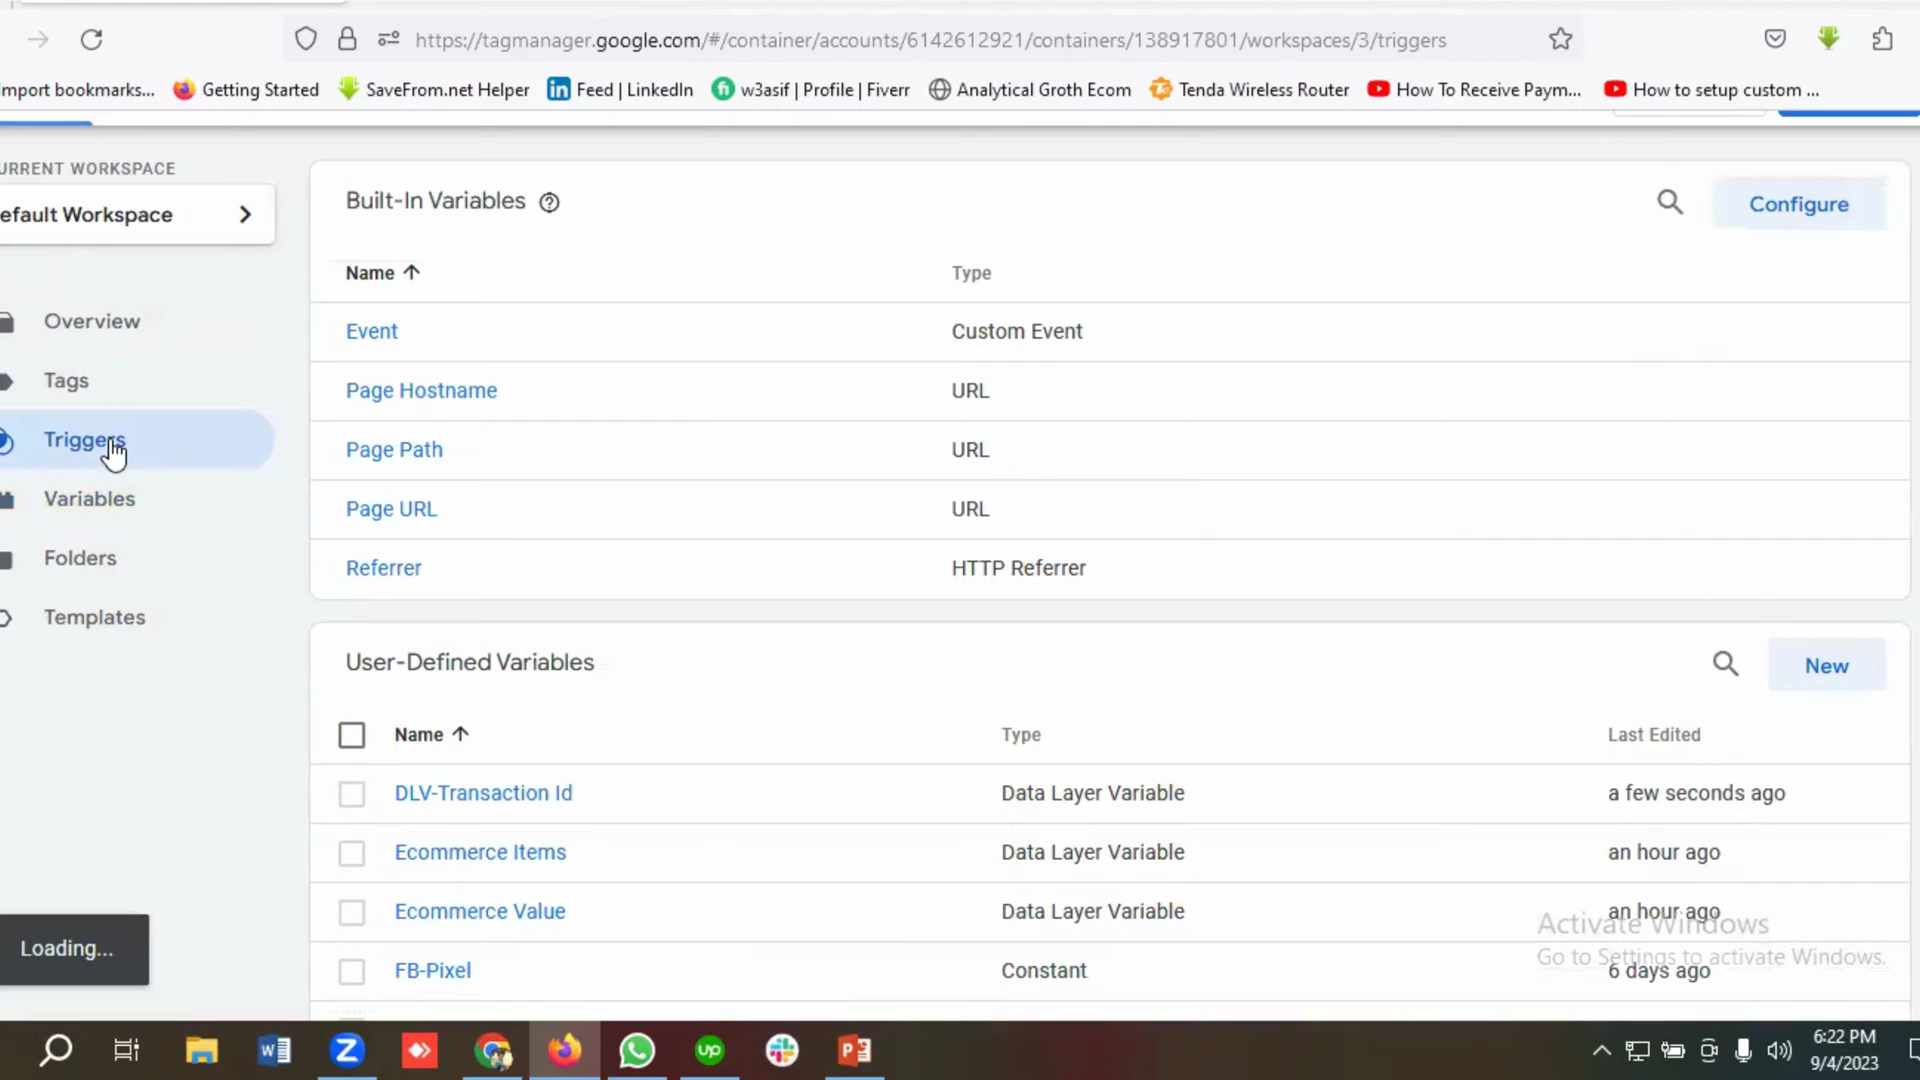 https://tagmanager.google.com/#/container/accounts/6142612921/containers/138917801/workspaces/3/triggers
mport bookmarks... Getting Started SaveFrom.net Helper Feed | LinkedIn w3asif | Profile | Fiverr Analytical Groth Ecom Tenda Wireless Router How To Receive Paym... How to setup custom ...
URRENT WORKSPACE
efault Workspace
Overview
Tags
Triggers
Variables
Folders
Templates
Loading...
Built-In Variables
Configure
Name Type
Event Custom Event
Page Hostname URL
Page Path URL
Page URL URL
Referrer HTTP Referrer
User-Defined Variables
New
Name Type Last Edited
DLV-Transaction Id Data Layer Variable a few seconds ago
Ecommerce Items Data Layer Variable an hour ago
Ecommerce Value Data Layer Variable an hour ago
FB-Pixel Constant 6 days ago
Activate Windows
Go to Settings to activate Windows.
6:22 PM
9/4/2023